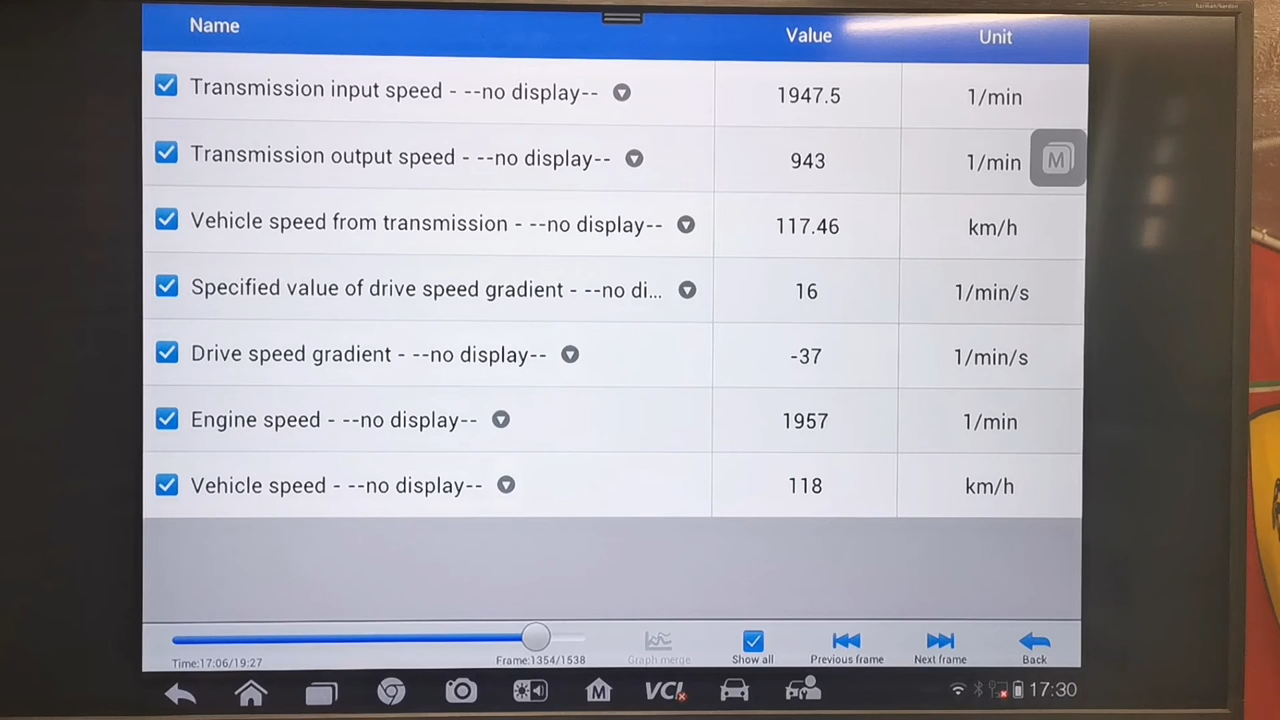 harman/kardon
Name Value Unit
Transmission input speed - --no display-- 1947.5 1/min
Transmission output speed - --no display-- 943 1/min
M
Vehicle speed from transmission - --no display-- 117.46 km/h
Specified value of drive speed gradient - --no di... 16 1/min/s
Drive speed gradient - --no display-- -37 1/min/s
Engine speed - --no display-- 1957 1/min
Vehicle speed - --no display-- 118 km/h
Time:17:06/19:27 Frame:1354/1538 Graph merge Show all Previous frame Next frame Back
M VCI 17:30